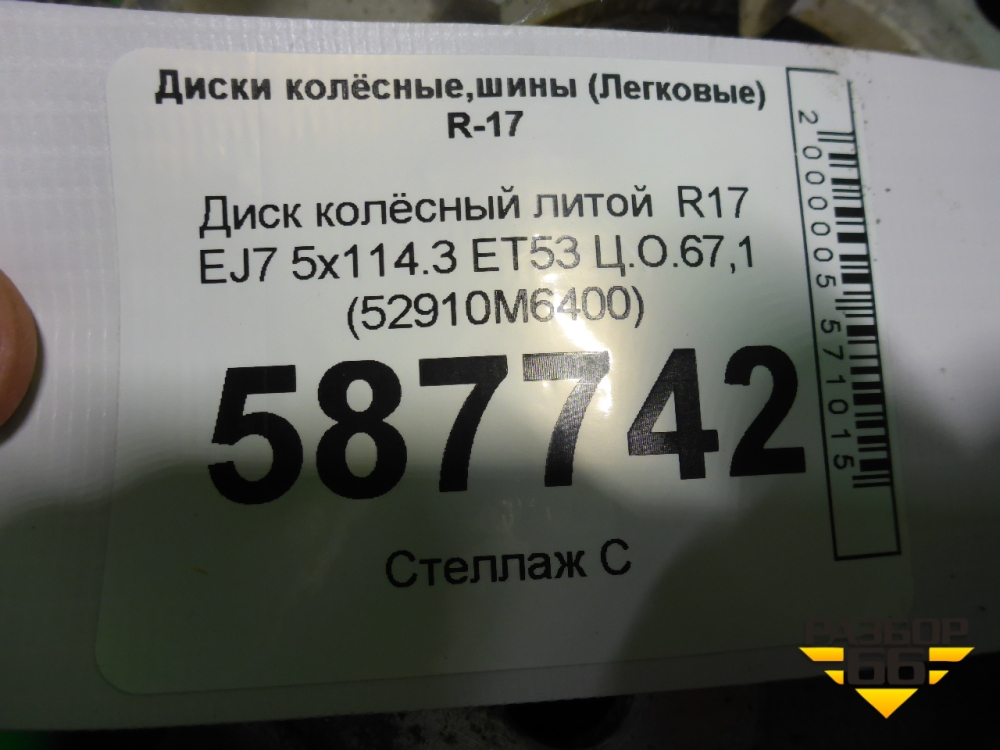 Диски колёсные,шины (Легковые)
R-17
Диск колёсный литой R17
EJ7 5x114.3 ET53 Ц.О.67,1
(52910M6400)
587742
Стеллаж С
2000005571015
РАЗБОР
66